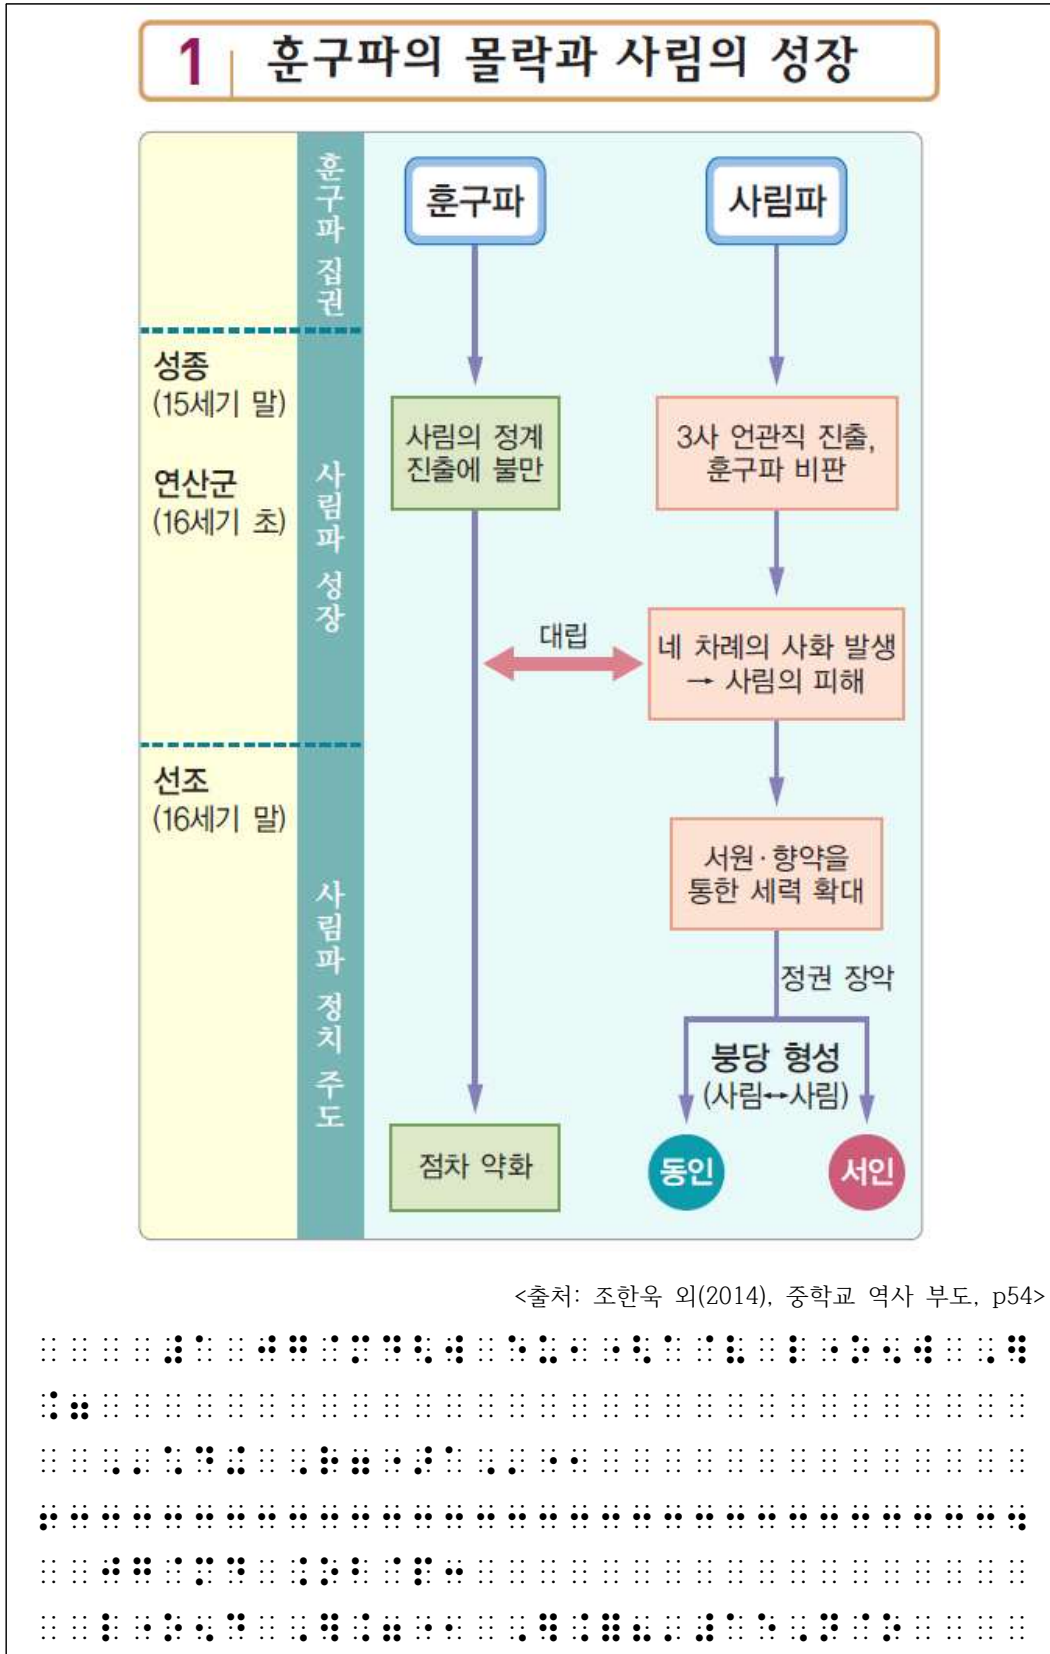 1 훈구파의 몰락과 사림의 성장
훈구파 집권
훈구파
사림파
성종
(15세기 말)
연산군
(16세기 초)
사림파 성장
사림의 정계
진출에 불만
3사 언관직 진출,
훈구파 비판
대립
네 차례의 사화 발생
→ 사림의 피해
선조
(16세기 말)
사림파 정치 주도
서원·향약을
통한 세력 확대
정권 장악
붕당 형성
(사림↔사림)
점차 약화
동인
서인
<출처: 조한욱 외(2014), 중학교 역사 부도, p54>